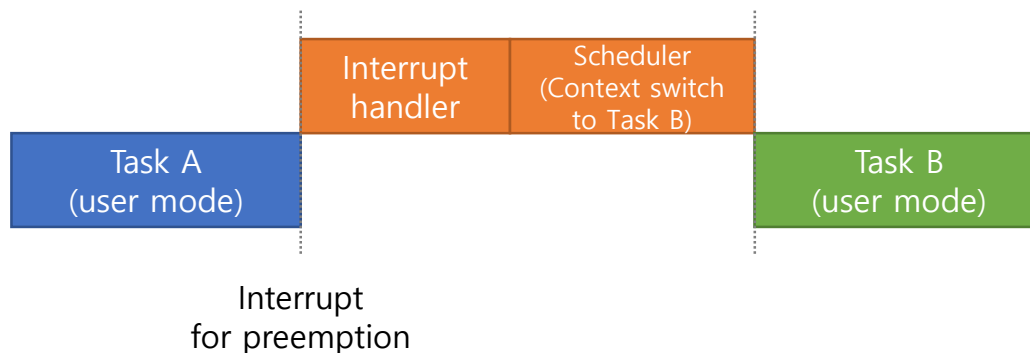 Interrupt
handler
Scheduler
(Context switch
to Task B)
Task A
(user mode)
Task B
(user mode)
Interrupt
for preemption